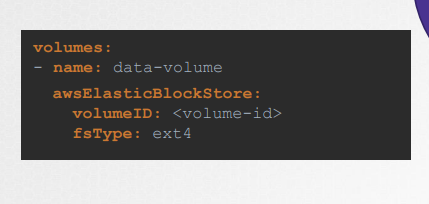 volumes:
- name: data-volume
  awsElasticBlockStore:
    volumeID: <volume-id>
    fsType: ext4